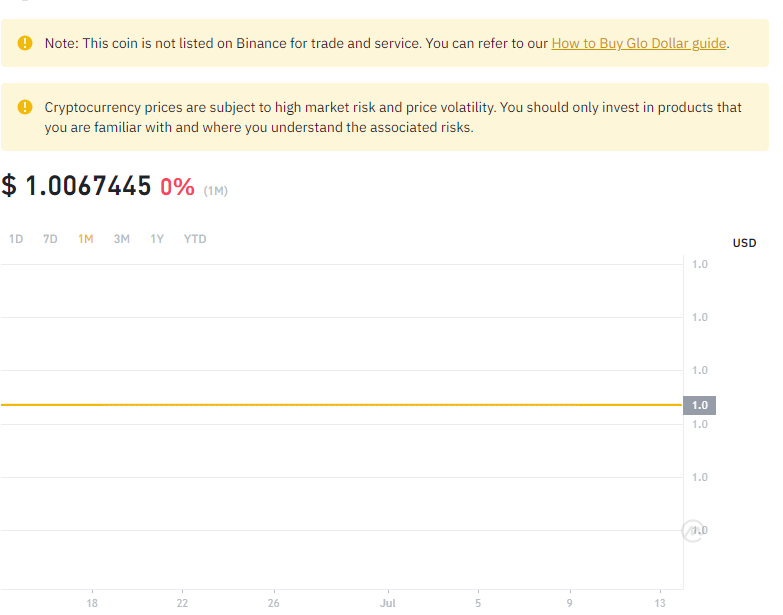 Note: This coin is not listed on Binance for trade and service. You can refer to our How to Buy Glo Dollar guide.
Cryptocurrency prices are subject to high market risk and price volatility. You should only invest in products that
you are familiar with and where you understand the associated risks.
$ 1.0067445 0% (1M)
1D 7D 1M 3M 1Y YTD
USD
1.0
1.0
1.0
1.0
1.0
1.0
1.0
18 22 26 Jul 5 9 13